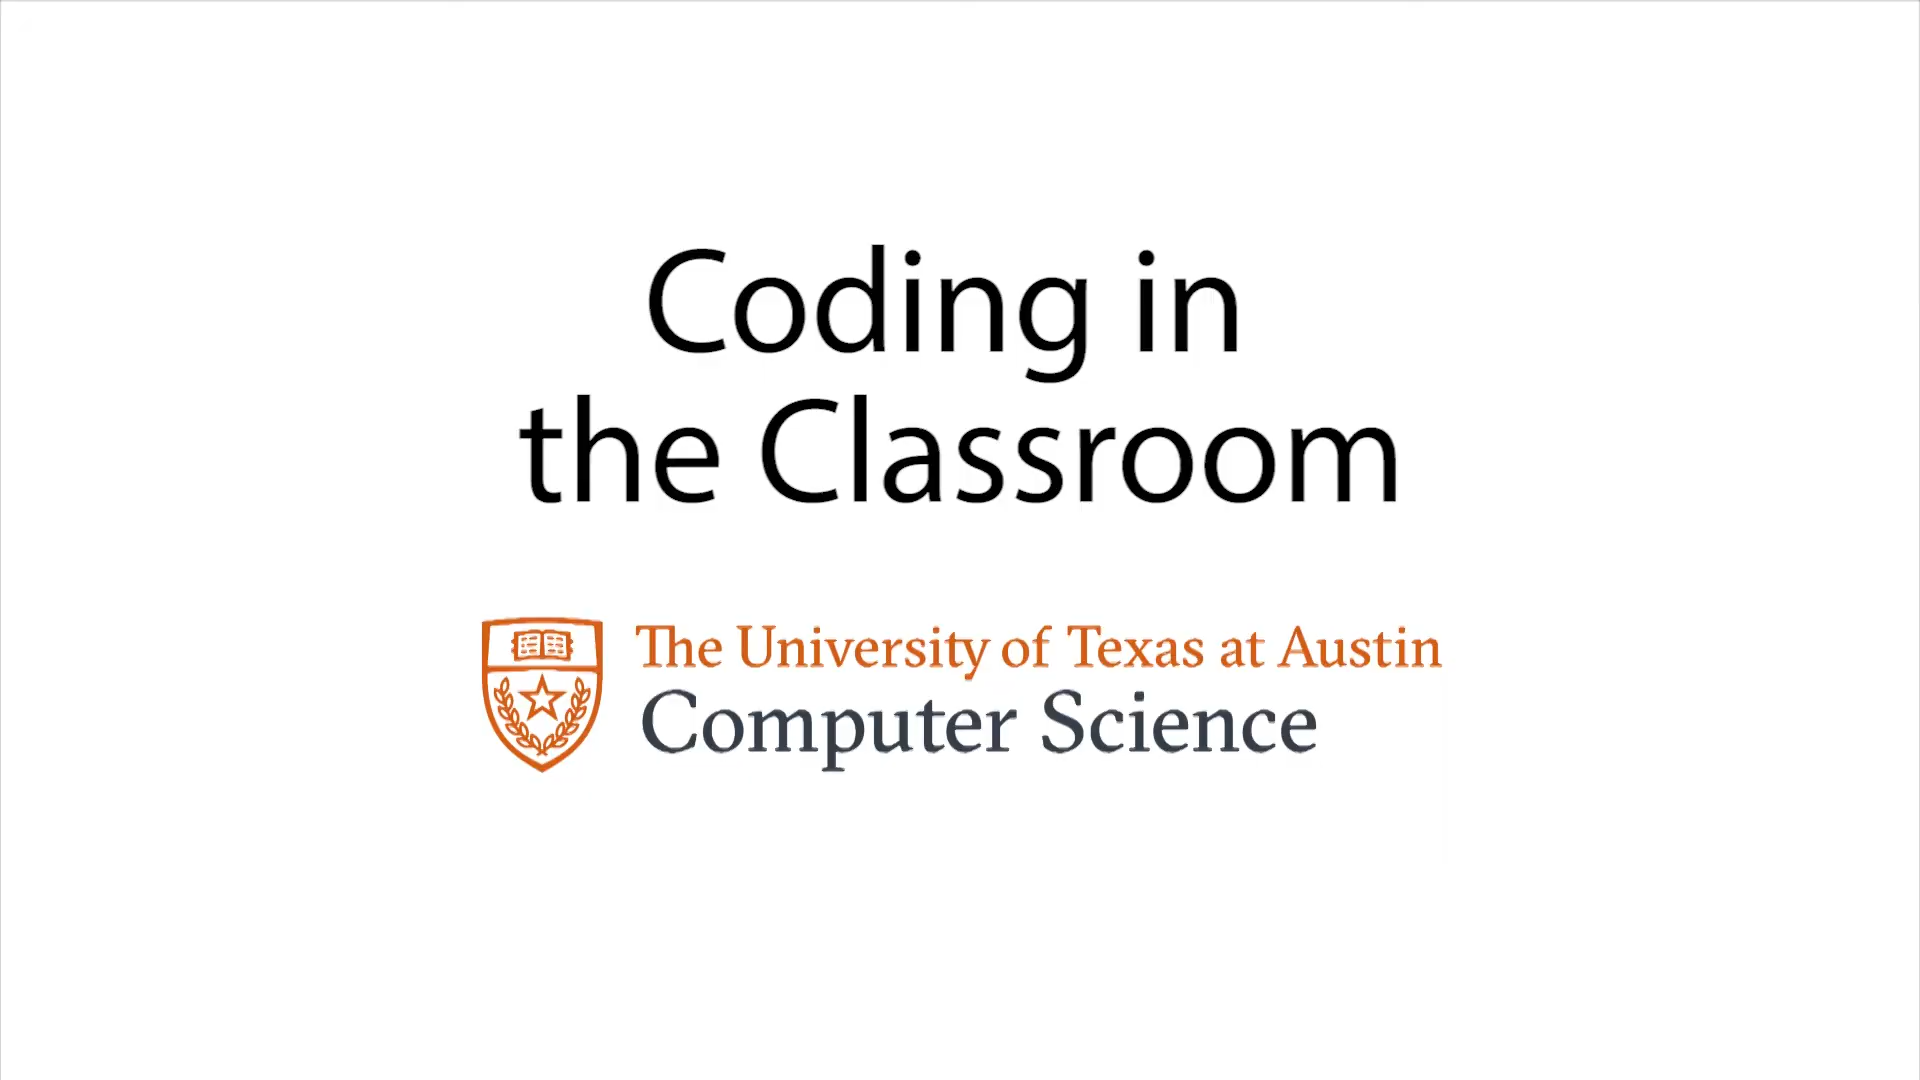 Coding in
the Classroom
The University of Texas at Austin
Computer Science